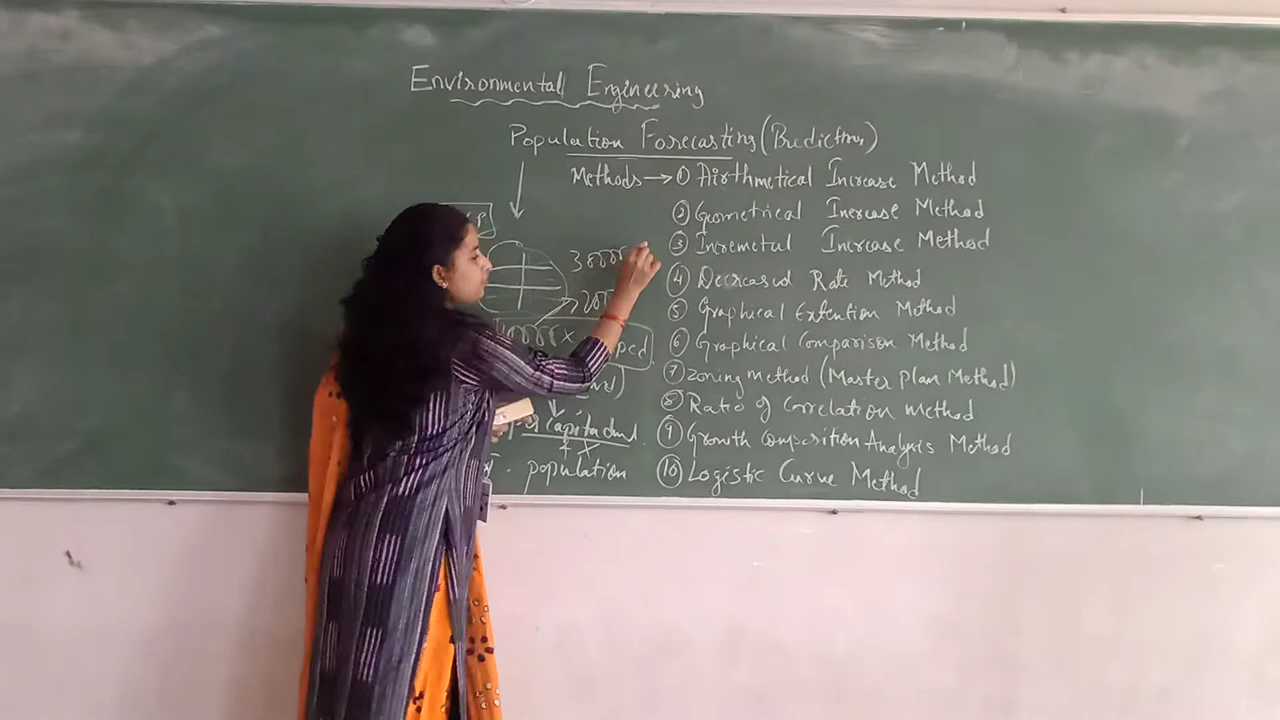 Environmental Engineering
Population Forecasting (Prediction)
Methods → ① Airthmetical Increase Method
② Geometrical Increase Method
③ Incremetul Increase Method
④ Decreased Rate Method
⑤ Graphical Extention Method
⑥ Graphical Comparison Method
⑦ Zoning method (Master Plan Method)
⑧ Ratio of Correlation method
⑨ Growth Composition Analysis Method
⑩ Logistic Curve Method
population